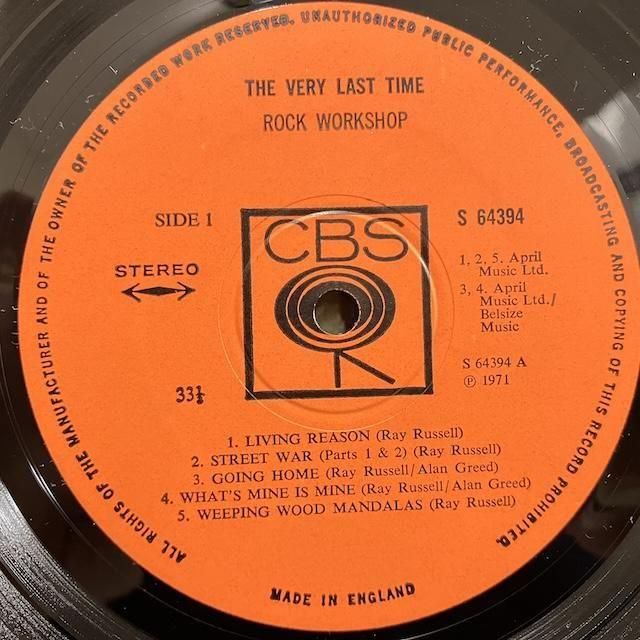 ALL RIGHTS OF THE MANUFACTURER AND OF THE OWNER OF THE RECORDED WORK RESERVED. UNAUTHORIZED PUBLIC PERFORMANCE, BROADCASTING AND COPYING OF THIS RECORD PROHIBITED.
THE VERY LAST TIME
ROCK WORKSHOP
SIDE 1
S 64394
CBS
STEREO
1, 2, 5. April
Music Ltd.
3, 4. April
Music Ltd./
Belsize
Music
S 64394 A
℗ 1971
33⅓
1. LIVING REASON (Ray Russell)
2. STREET WAR (Parts 1 & 2) (Ray Russell)
3. GOING HOME (Ray Russell/Alan Greed)
4. WHAT'S MINE IS MINE (Ray Russell/Alan Greed)
5. WEEPING WOOD MANDALAS (Ray Russell)
MADE IN ENGLAND